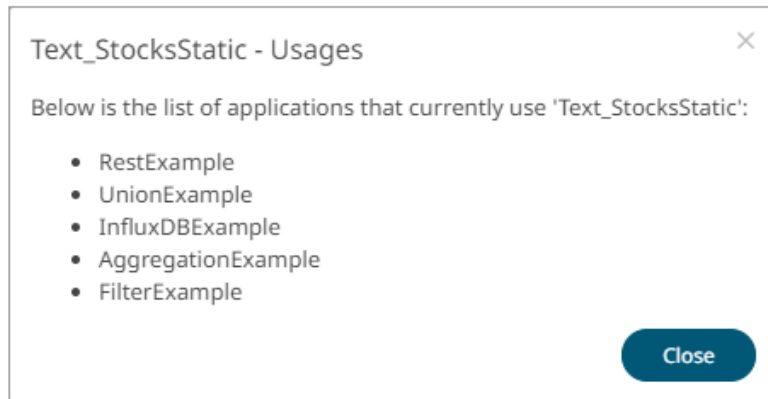 Text_StocksStatic - Usages
Below is the list of applications that currently use 'Text_StocksStatic':
• RestExample
• UnionExample
• InfluxDBExample
• AggregationExample
• FilterExample
Close